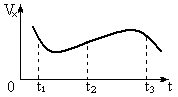 Vₓ
0 t₁ t₂ t₃ t